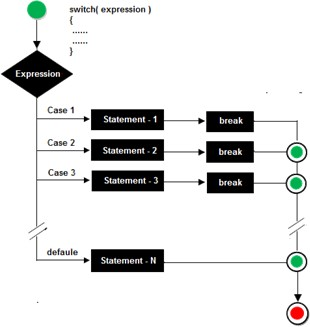 switch( expression )
{
......
......
}
Expression
Case 1
Statement - 1
break
Case 2
Statement - 2
break
Case 3
Statement - 3
break
defaule
Statement - N